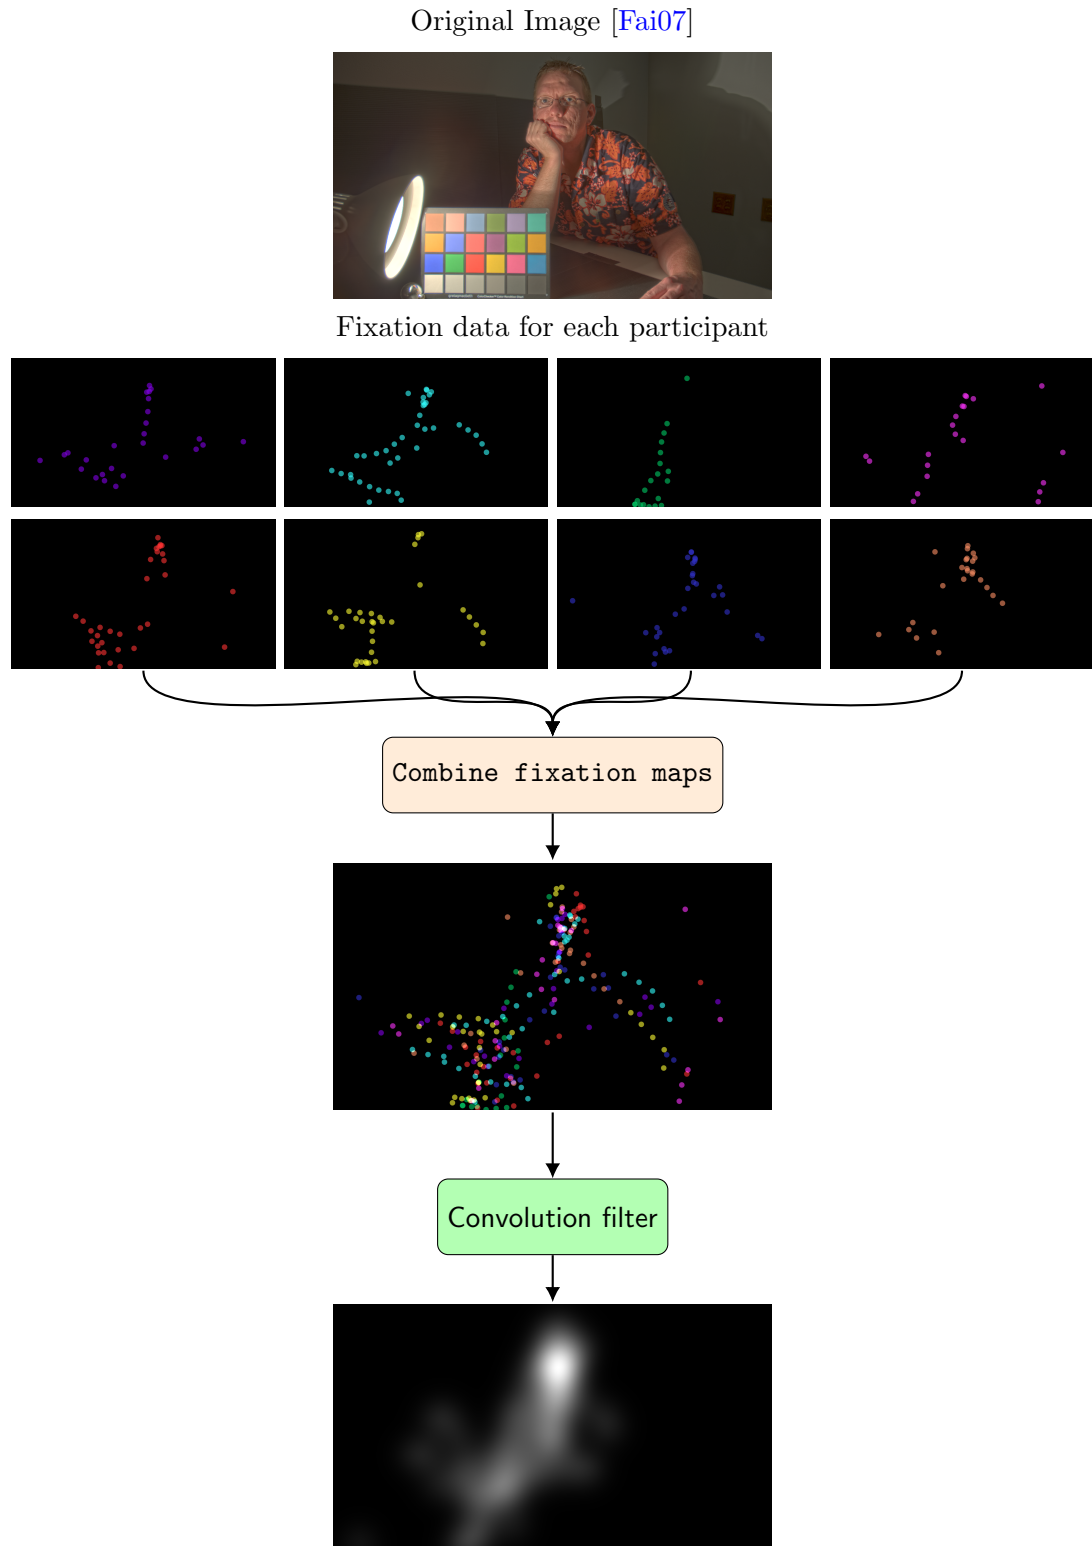 Original Image [Fai07]
Fixation data for each participant
Combine fixation maps
Convolution filter